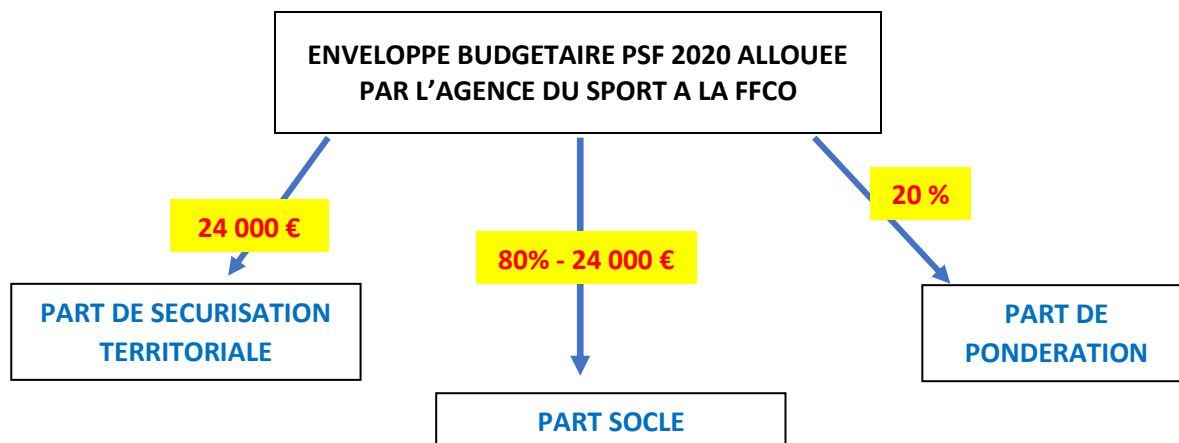 ENVELOPPE BUDGETAIRE PSF 2020 ALLOUEE
PAR L’AGENCE DU SPORT A LA FFCO
24 000 €
80% - 24 000 €
20 %
PART DE SECURISATION
TERRITORIALE
PART SOCLE
PART DE
PONDERATION